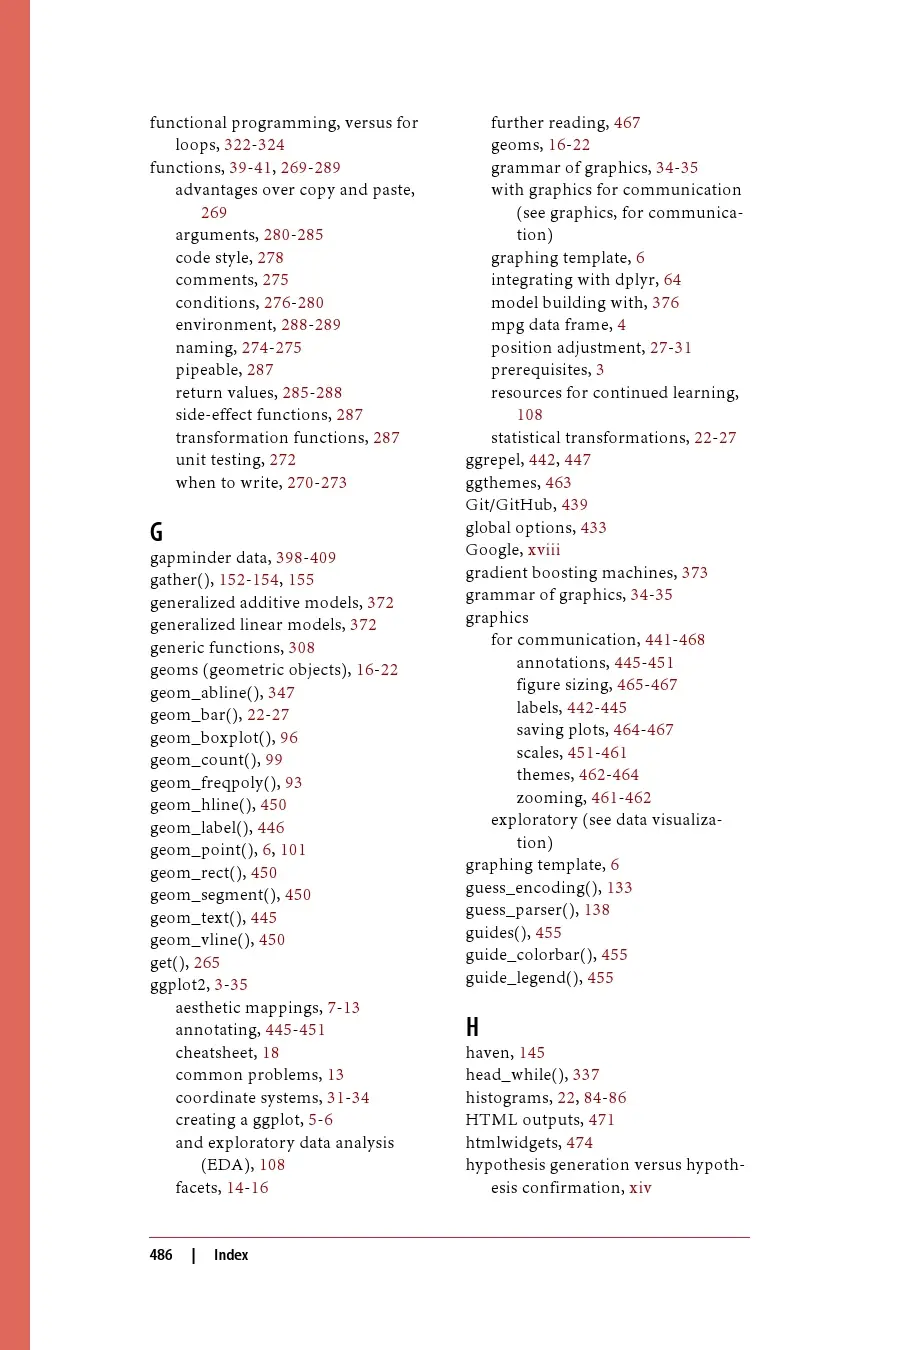 functional programming, versus for
loops, 322-324
functions, 39-41, 269-289
advantages over copy and paste,
269
arguments, 280-285
code style, 278
comments, 275
conditions, 276-280
environment, 288-289
naming, 274-275
pipeable, 287
return values, 285-288
side-effect functions, 287
transformation functions, 287
unit testing, 272
when to write, 270-273
G
gapminder data, 398-409
gather(), 152-154, 155
generalized additive models, 372
generalized linear models, 372
generic functions, 308
geoms (geometric objects), 16-22
geom_abline(), 347
geom_bar(), 22-27
geom_boxplot(), 96
geom_count(), 99
geom_freqpoly(), 93
geom_hline(), 450
geom_label(), 446
geom_point(), 6, 101
geom_rect(), 450
geom_segment(), 450
geom_text(), 445
geom_vline(), 450
get(), 265
ggplot2, 3-35
aesthetic mappings, 7-13
annotating, 445-451
cheatsheet, 18
common problems, 13
coordinate systems, 31-34
creating a ggplot, 5-6
and exploratory data analysis
(EDA), 108
facets, 14-16
further reading, 467
geoms, 16-22
grammar of graphics, 34-35
with graphics for communication
(see graphics, for communica-
tion)
graphing template, 6
integrating with dplyr, 64
model building with, 376
mpg data frame, 4
position adjustment, 27-31
prerequisites, 3
resources for continued learning,
108
statistical transformations, 22-27
ggrepel, 442, 447
ggthemes, 463
Git/GitHub, 439
global options, 433
Google, xviii
gradient boosting machines, 373
grammar of graphics, 34-35
graphics
for communication, 441-468
annotations, 445-451
figure sizing, 465-467
labels, 442-445
saving plots, 464-467
scales, 451-461
themes, 462-464
zooming, 461-462
exploratory (see data visualiza-
tion)
graphing template, 6
guess_encoding(), 133
guess_parser(), 138
guides(), 455
guide_colorbar(), 455
guide_legend(), 455
H
haven, 145
head_while(), 337
histograms, 22, 84-86
HTML outputs, 471
htmlwidgets, 474
hypothesis generation versus hypoth-
esis confirmation, xiv
486 | Index